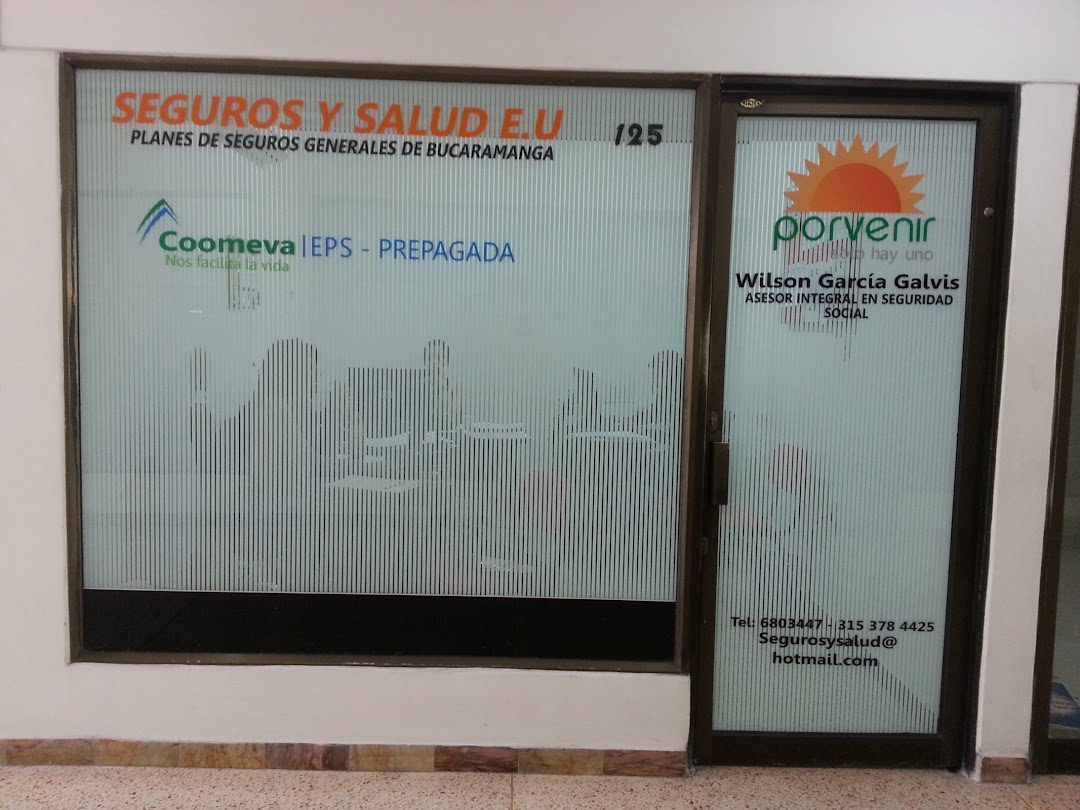 SEGUROS Y SALUD E.U
PLANES DE SEGUROS GENERALES DE BUCARAMANGA
125
Coomeva | EPS - PREPAGADA
Nos facilita la vida
porvenir
solo hay uno
Wilson García Galvis
ASESOR INTEGRAL EN SEGURIDAD
SOCIAL
Tel: 6803447 - 315 378 4425
Segurosysalud@
hotmail.com